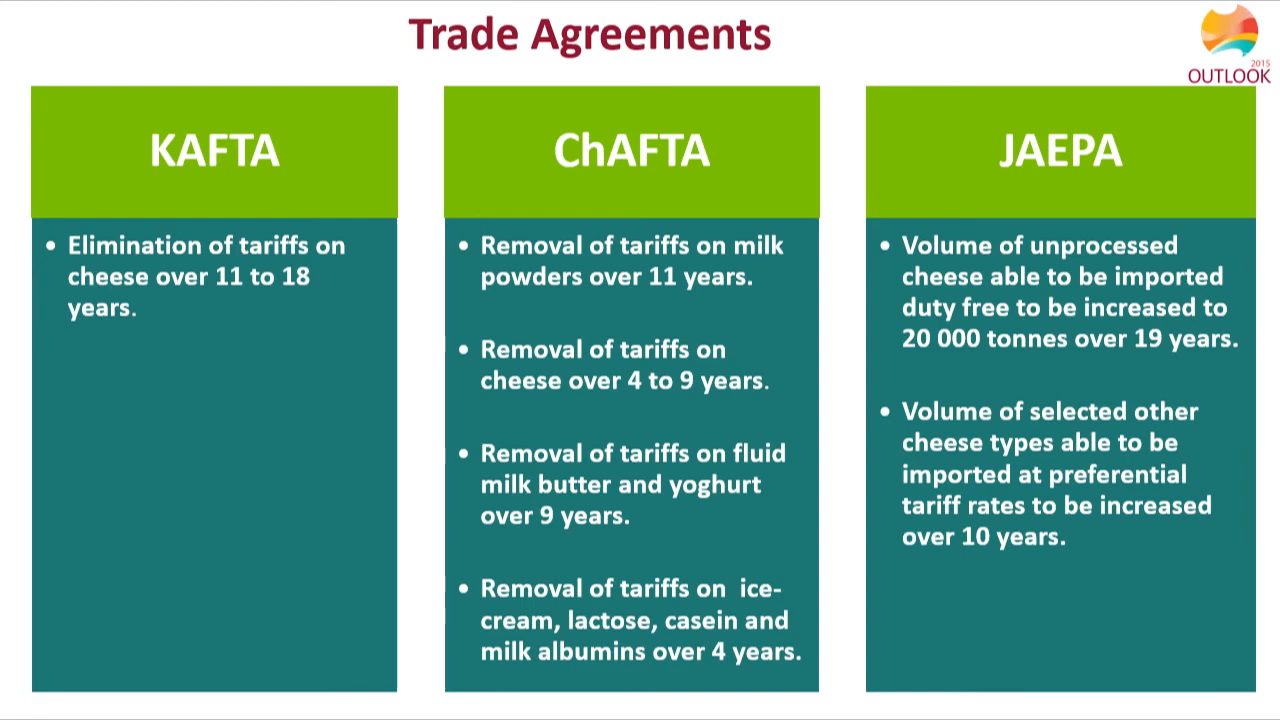 Trade Agreements
2015
OUTLOOK
KAFTA
• Elimination of tariffs on
cheese over 11 to 18
years.
ChAFTA
• Removal of tariffs on milk
powders over 11 years.
• Removal of tariffs on
cheese over 4 to 9 years.
• Removal of tariffs on fluid
milk butter and yoghurt
over 9 years.
• Removal of tariffs on ice-
cream, lactose, casein and
milk albumins over 4 years.
JAEPA
• Volume of unprocessed
cheese able to be imported
duty free to be increased to
20 000 tonnes over 19 years.
• Volume of selected other
cheese types able to be
imported at preferential
tariff rates to be increased
over 10 years.